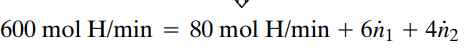 600 mol H/min = 80 mol H/min + 6ṅ₁ + 4ṅ₂